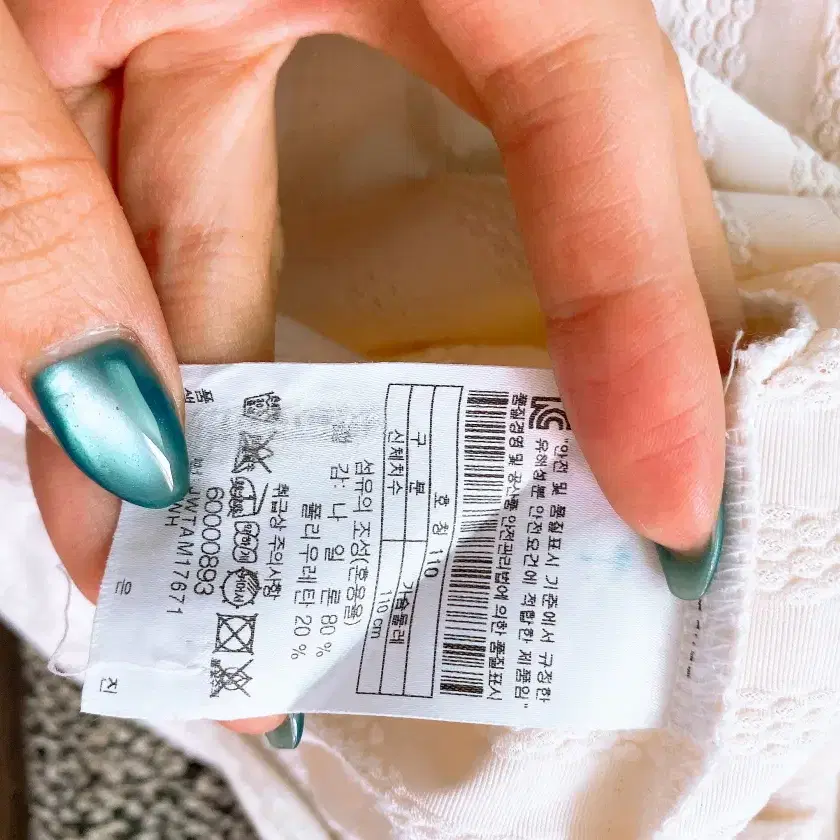 "안전 및 품질표시 기준에서 규정한
유해성분 안전요건에 적합한 제품임"
품질경영 및 공산품 안전관리법에 의한 품질표시
호 칭 110
구 분 가슴둘레
신체치수 110 cm
섬유의 조성(혼용율)
나 일 론 80 %
폴리우레탄 20 %
취급상 주의사항
60000893
WTAM17671
WH